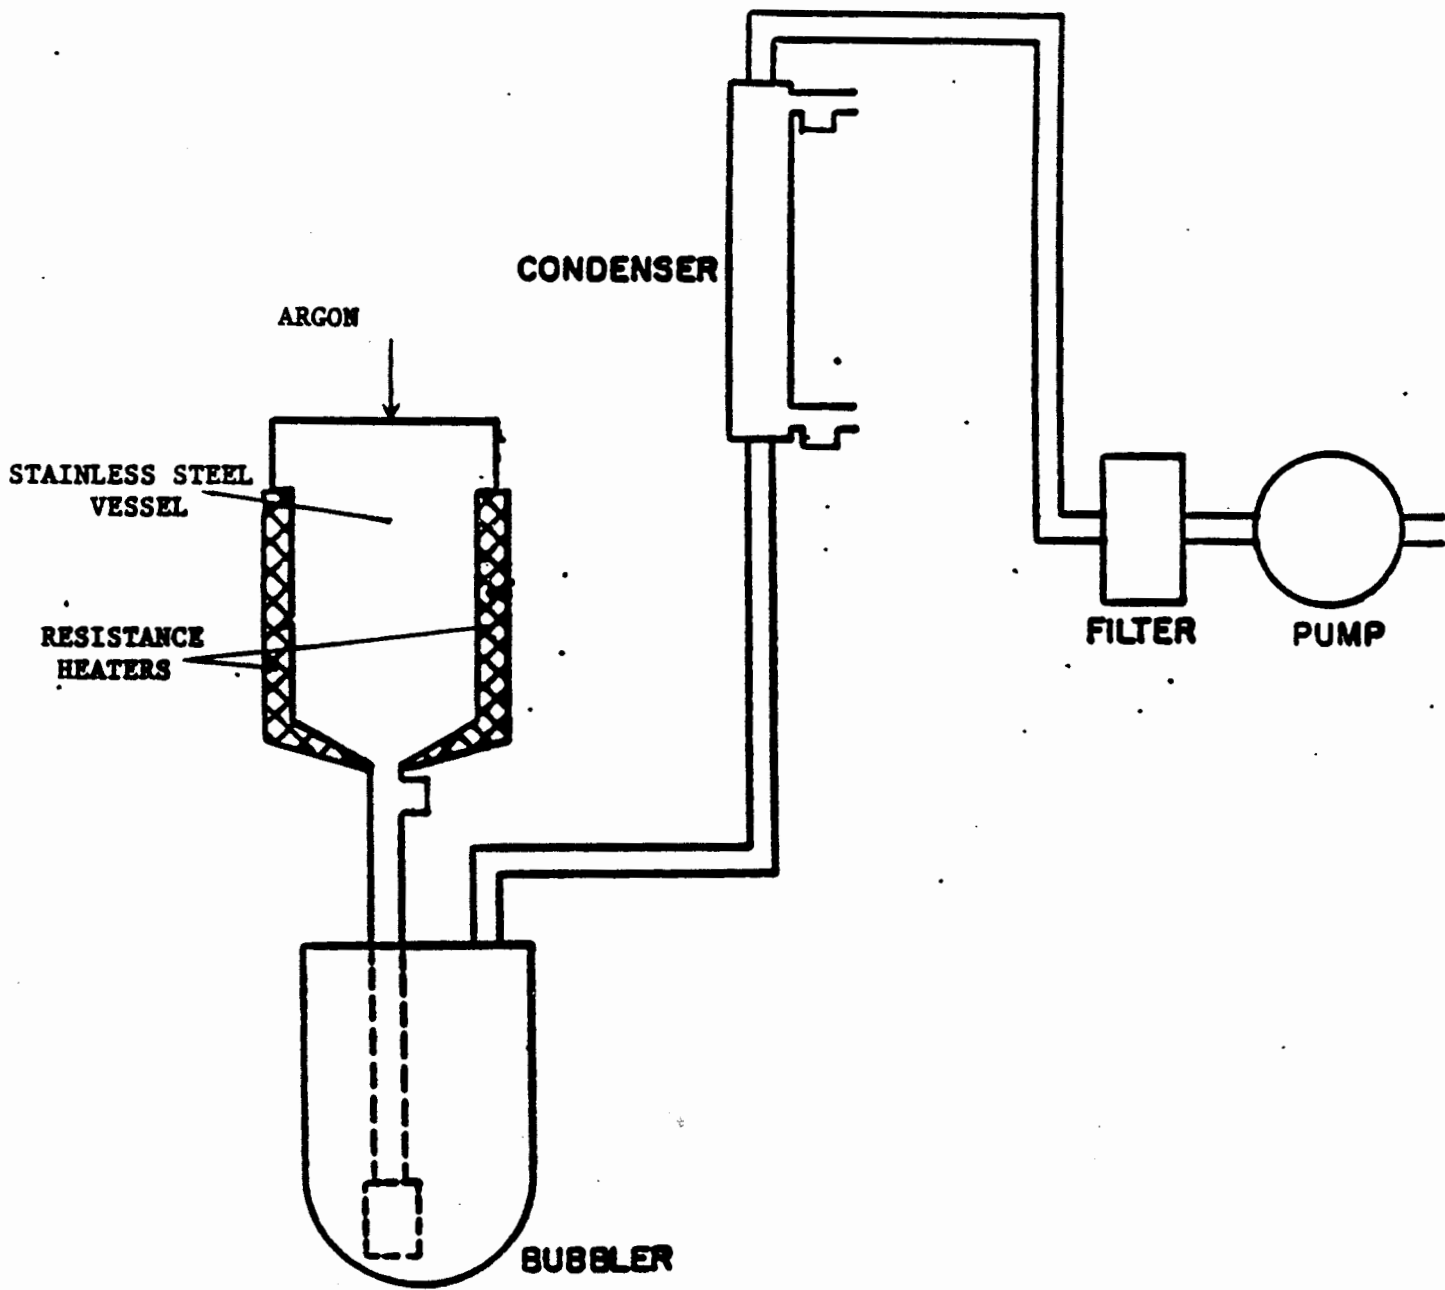 CONDENSER
ARGON
STAINLESS STEEL
VESSEL
RESISTANCE
HEATERS
FILTER
PUMP
BUBBLER